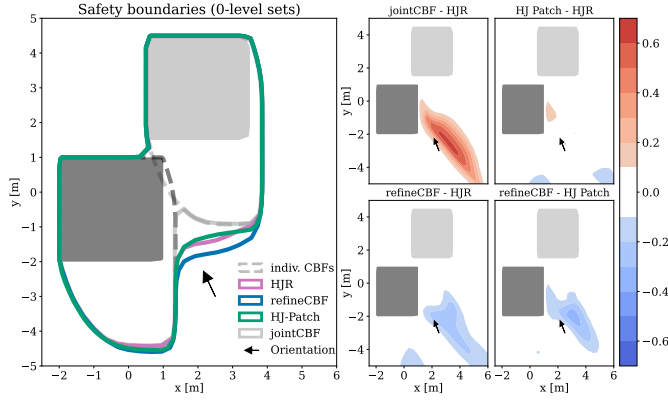 Safety boundaries (0-level sets)
y [m]
5
4
3
2
1
0
−1
−2
−3
−4
−5
−2
−1
0
1
2
3
4
5
6
x [m]
indiv. CBFs
HJR
refineCBF
HJ-Patch
jointCBF
Orientation
jointCBF - HJR
y [m]
4
2
0
−2
−4
HJ Patch - HJR
refineCBF - HJR
y [m]
4
2
0
−2
−4
−2
0
2
4
6
x [m]
refineCBF - HJ Patch
−2
0
2
4
6
x [m]
0.6
0.4
0.2
0.0
−0.2
−0.4
−0.6